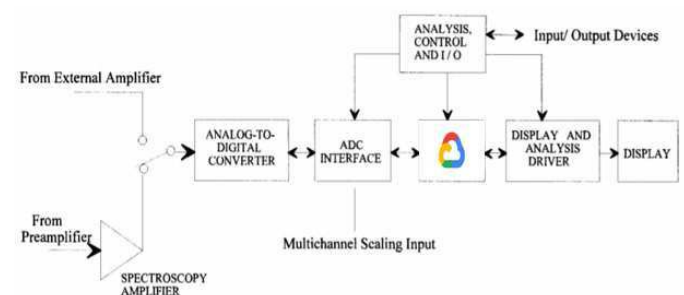 ANALYSIS,
CONTROL
AND I / O
Input/ Output Devices
From External Amplifier
ANALOG-TO-
DIGITAL
CONVERTER
ADC
INTERFACE
DISPLAY AND
ANALYSIS
DRIVER
DISPLAY
From
Preamplifier
Multichannel Scaling Input
SPECTROSCOPY
AMPLIFIER